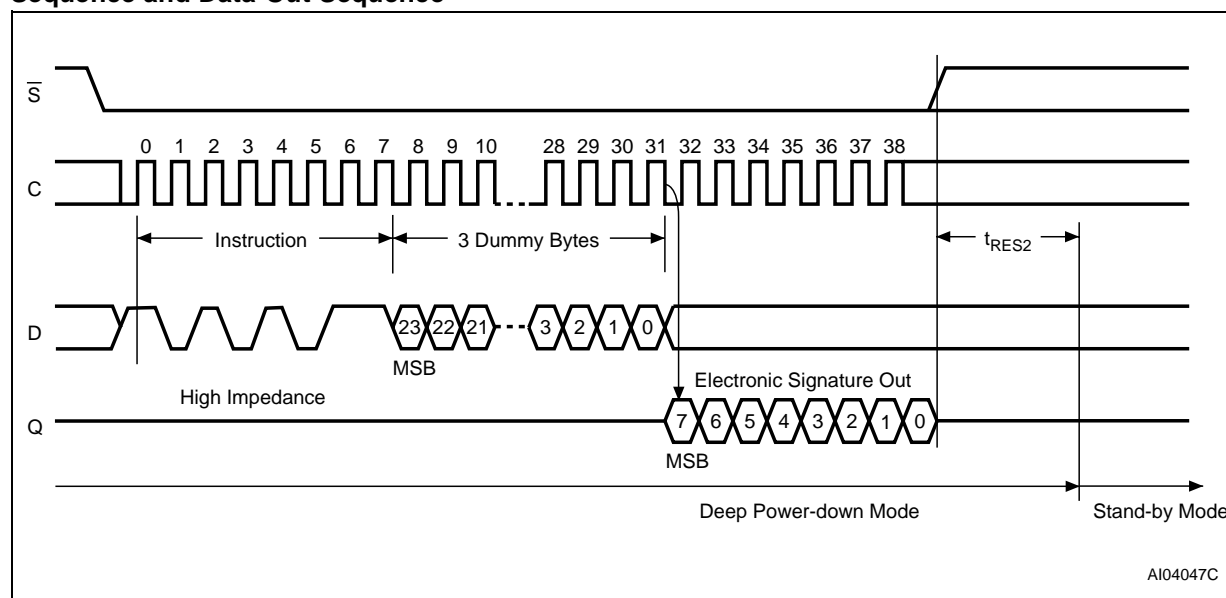 Sequence and Data-Out Sequence
S
0 1 2 3 4 5 6 7 8 9 10 28 29 30 31 32 33 34 35 36 37 38
C
Instruction 3 Dummy Bytes tRES2
D
23 22 21 3 2 1 0
MSB
High Impedance
Electronic Signature Out
Q
7 6 5 4 3 2 1 0
MSB
Deep Power-down Mode Stand-by Mode
AI04047C